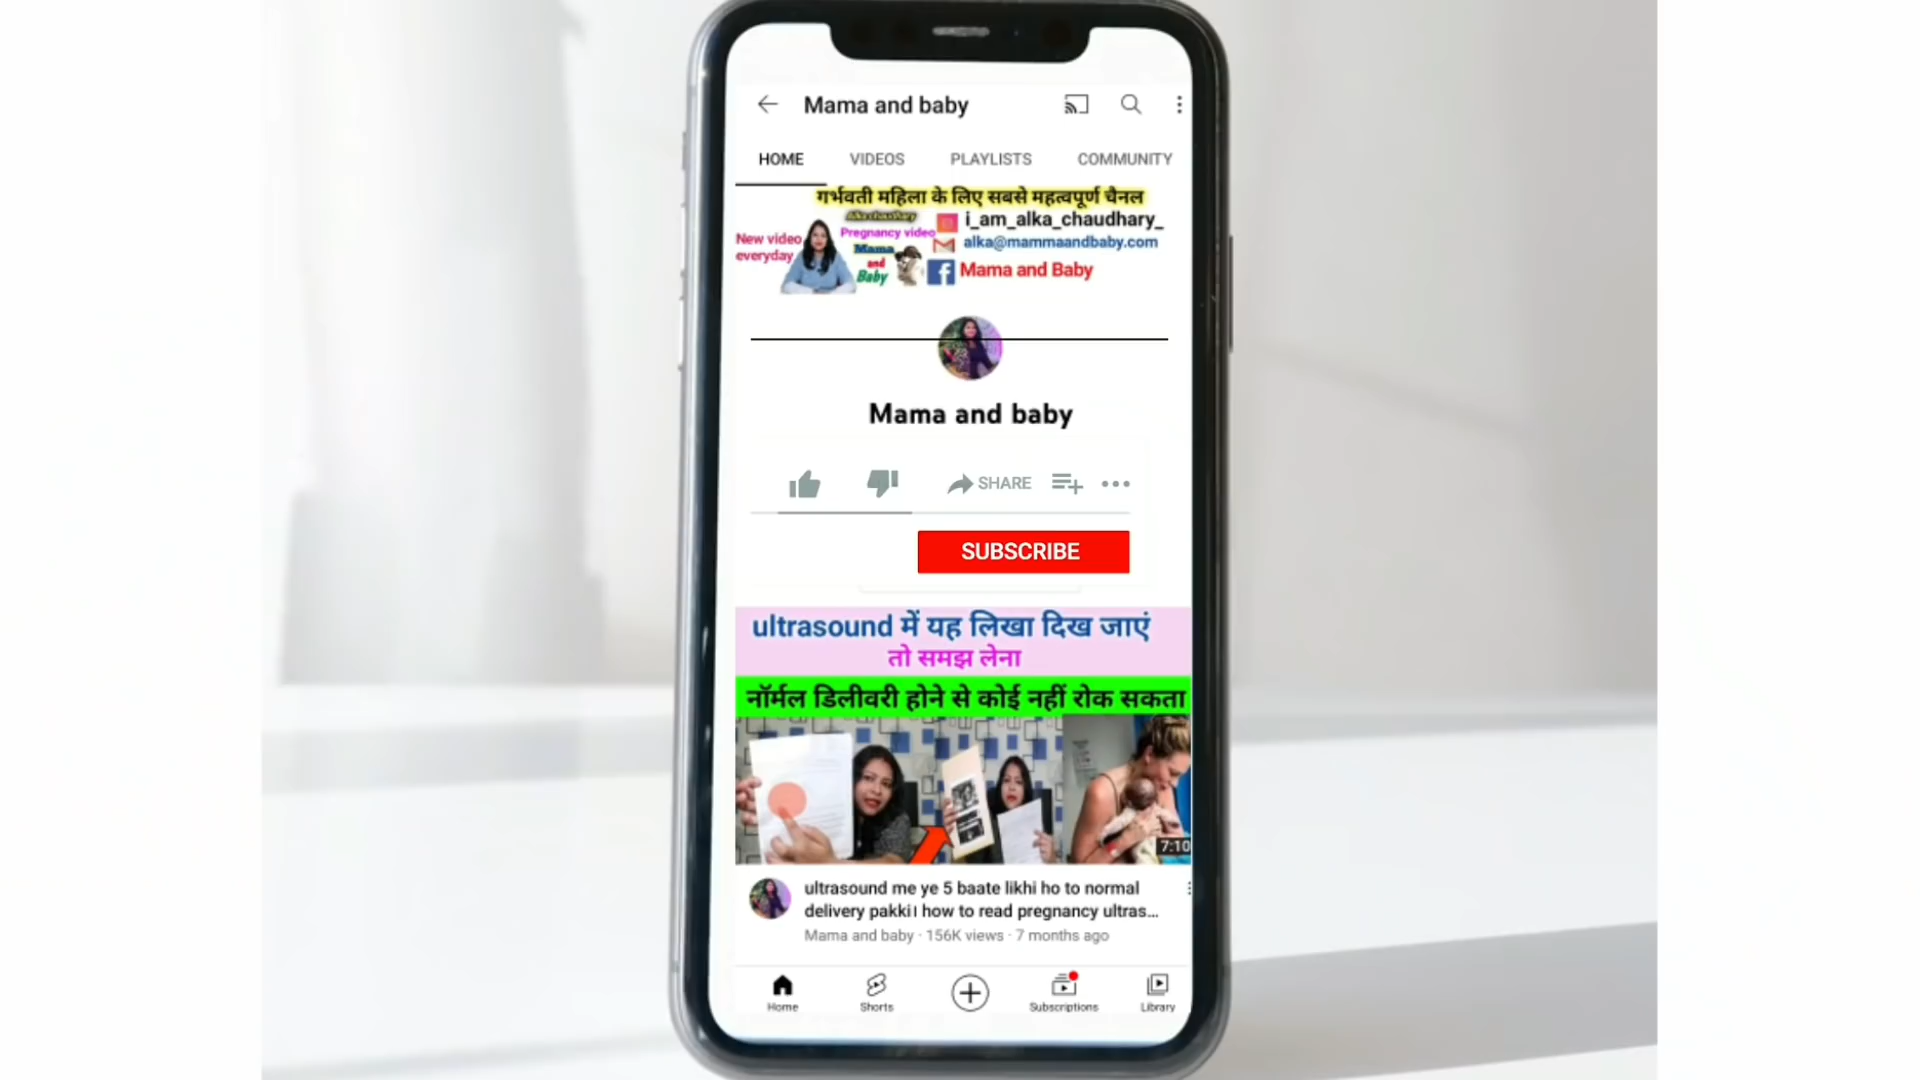 Mama and baby
HOME VIDEOS PLAYLISTS COMMUNITY
गर्भवती महिला के लिए सबसे महत्वपूर्ण चैनल
New video
everyday
Alka chaudhary
Pregnancy video
Mama
and
Baby
i_am_alka_chaudhary_
alka@mammaandbaby.com
Mama and Baby
Mama and baby
SHARE
SUBSCRIBE
ultrasound में यह लिखा दिख जाएं
तो समझ लेना
नॉर्मल डिलीवरी होने से कोई नहीं रोक सकता
7:10
ultrasound me ye 5 baate likhi ho to normal
delivery pakki। how to read pregnancy ultras...
Mama and baby · 156K views · 7 months ago
Home Shorts Subscriptions Library